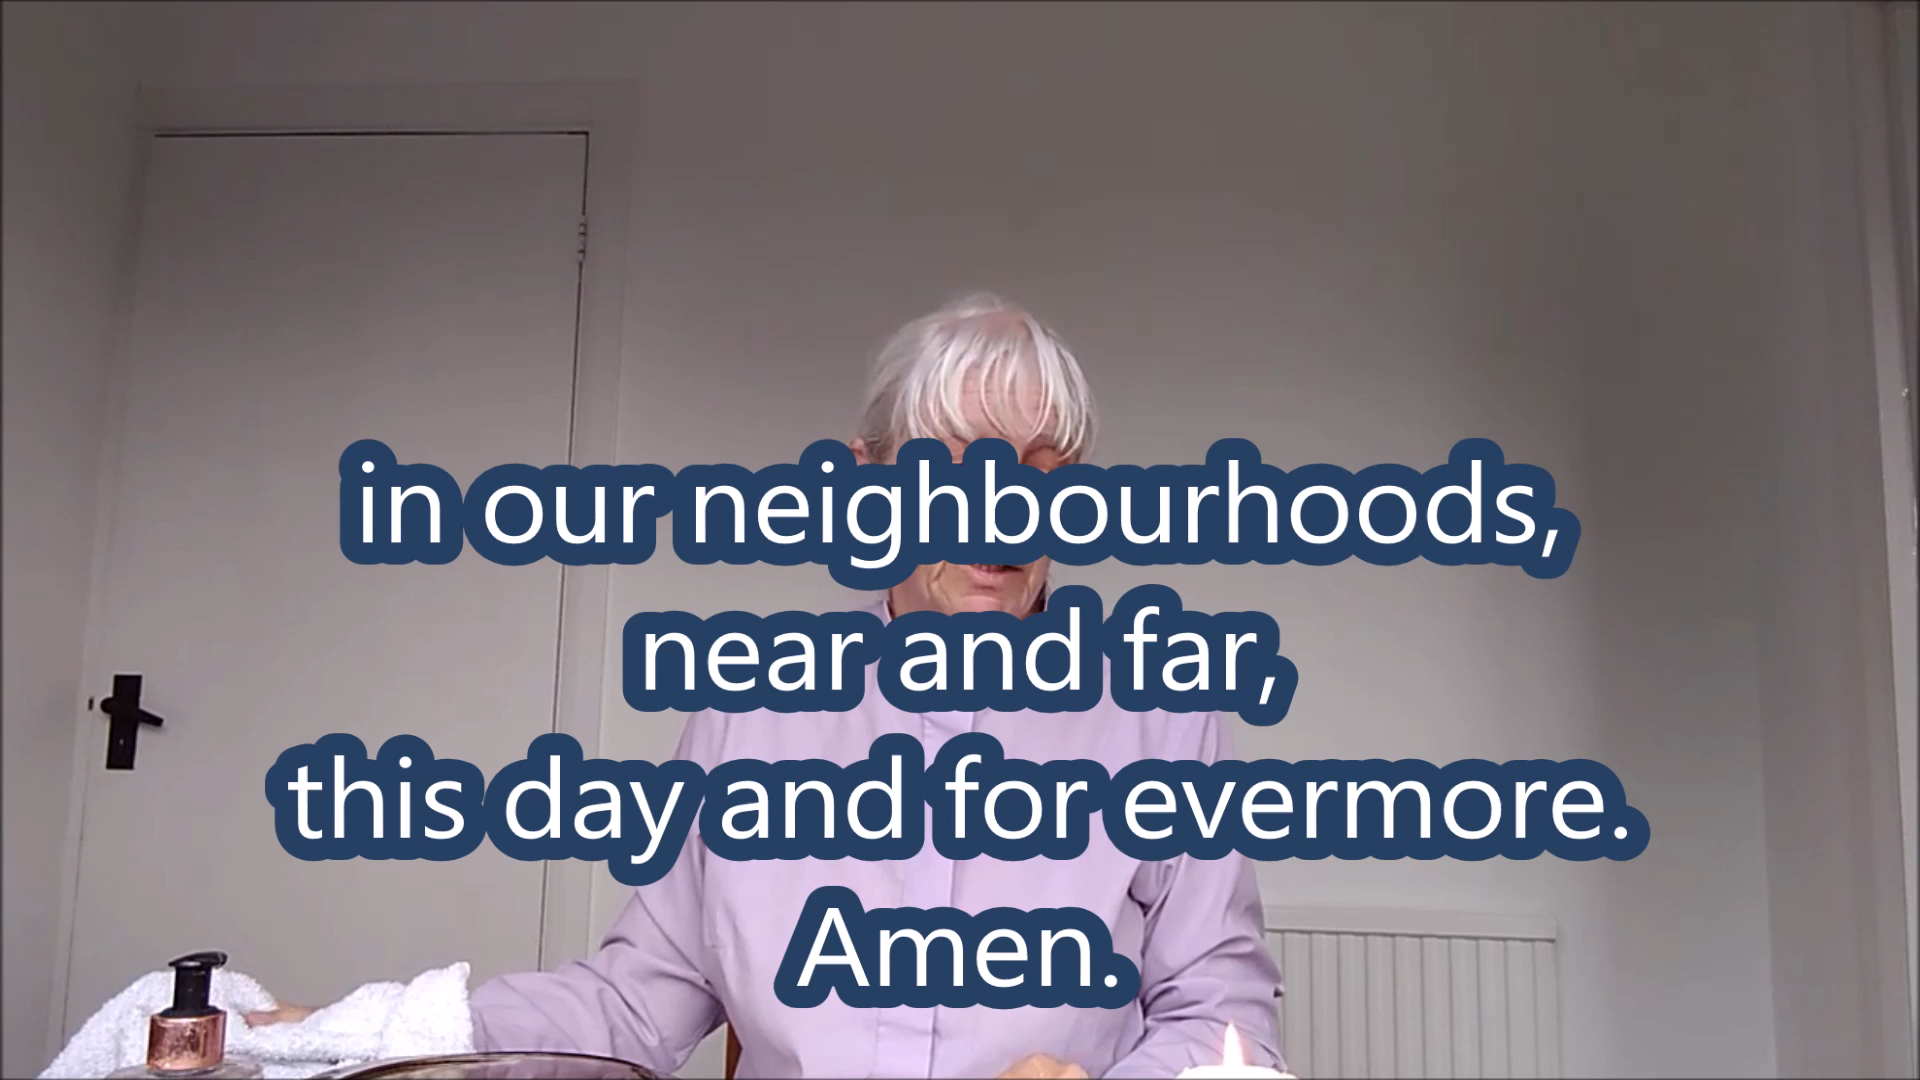 in our neighbourhoods,
near and far,
this day and for evermore.
Amen.